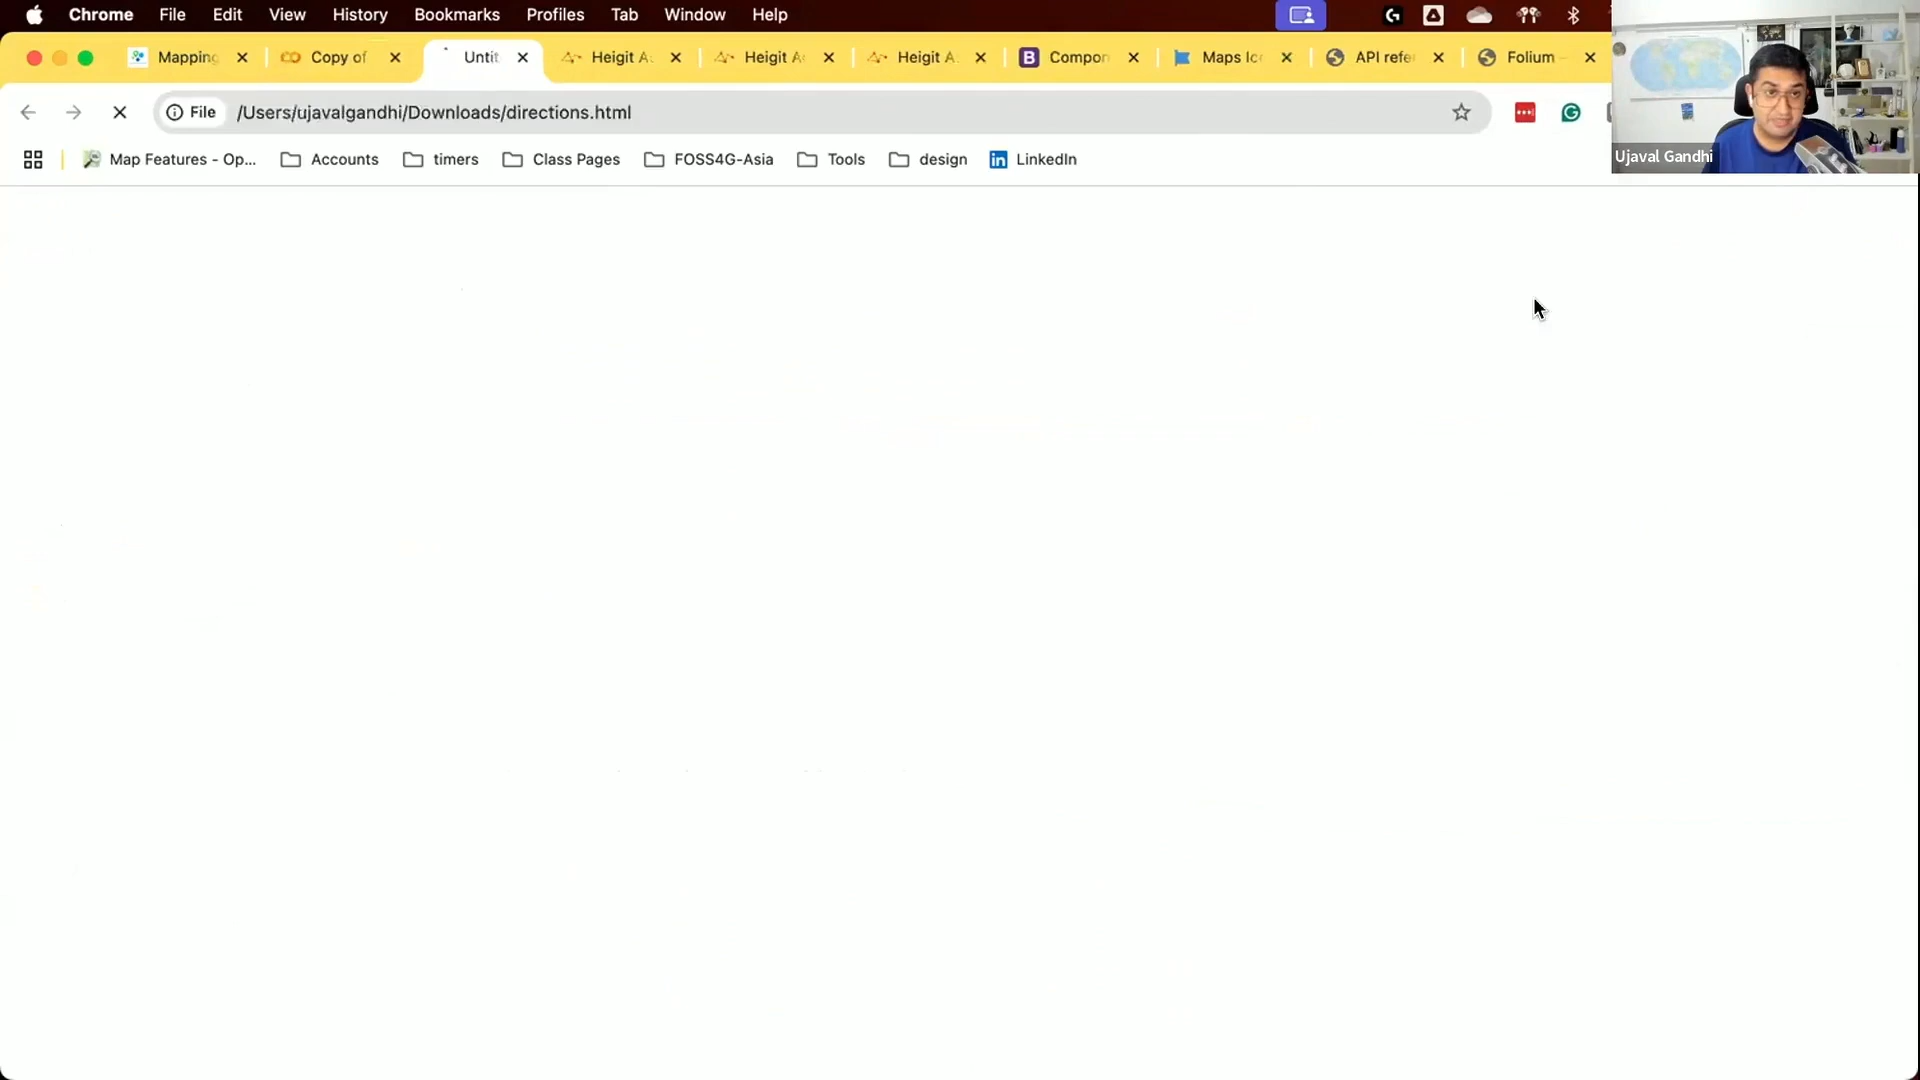 Chrome File Edit View History Bookmarks Profiles Tab Window Help
Mapping Copy of Untit Heigit A Heigit A Heigit A Compon Maps Ic API refe Folium
File /Users/ujavalgandhi/Downloads/directions.html
Map Features - Op... Accounts timers Class Pages FOSS4G-Asia Tools design LinkedIn
Ujaval Gandhi